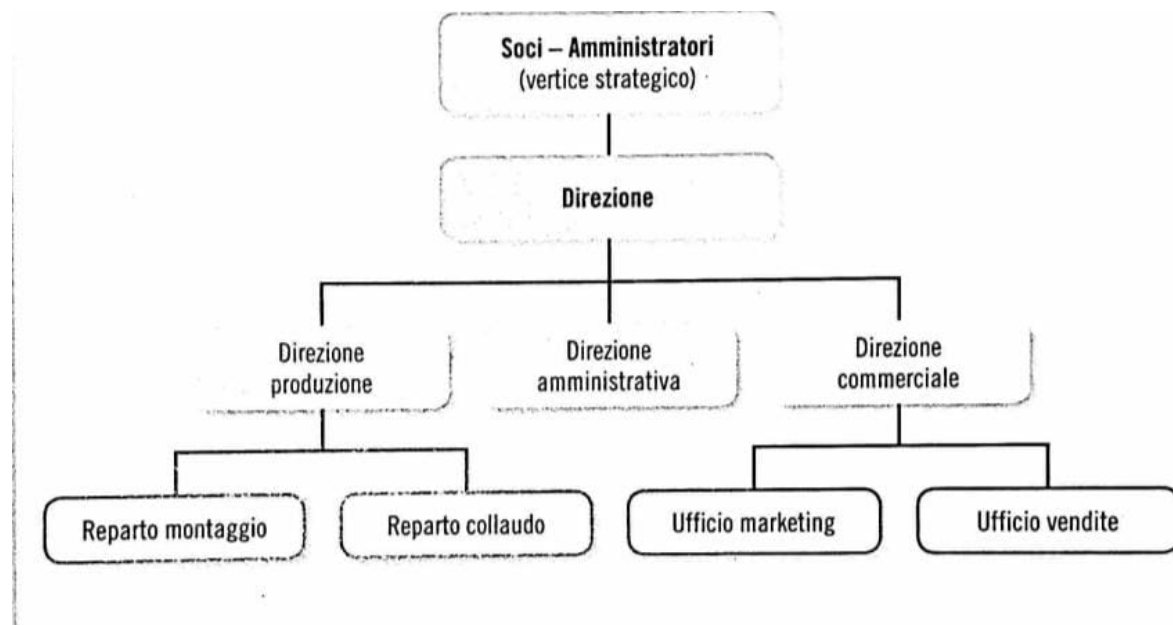 Soci – Amministratori
(vertice strategico)
Direzione
Direzione
produzione
Direzione
amministrativa
Direzione
commerciale
Reparto montaggio
Reparto collaudo
Ufficio marketing
Ufficio vendite